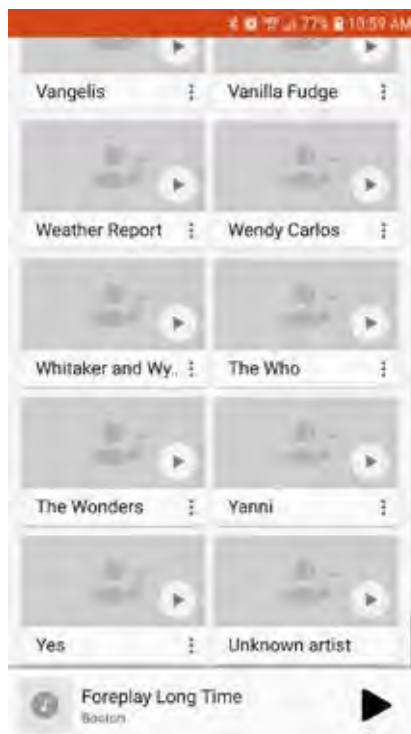 77% 10:59 AM
Vangelis
Vanilla Fudge
Weather Report
Wendy Carlos
Whitaker and Wy..
The Who
The Wonders
Yanni
Yes
Unknown artist
Foreplay Long Time
Boston